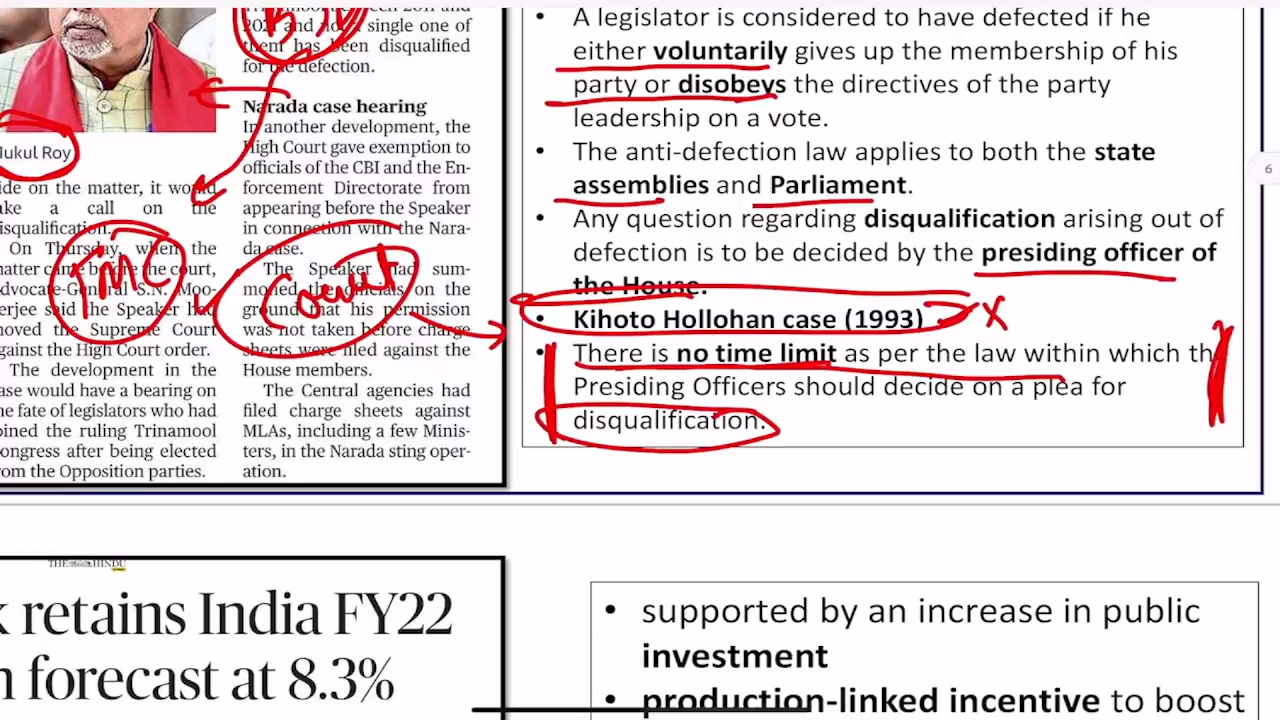 2021 and not a single one of
them has been disqualified
for the defection.
Narada case hearing
In another development, the
High Court gave exemption to
officials of the CBI and the En-
forcement Directorate from
appearing before the Speaker
in connection with the Nara-
da case.
The Speaker had sum-
moned the officials on the
ground that his permission
was not taken before charge
sheets were filed against the
House members.
The Central agencies had
filed charge sheets against
MLAs, including a few Minis-
ters, in the Narada sting oper-
ation.
Mukul Roy
ide on the matter, it would
ake a call on the
isqualification.
On Thursday, when the
matter came before the court,
dvocate-General S.N. Moo-
erjee said the Speaker had
moved the Supreme Court
gainst the High Court order.
The development in the
ase would have a bearing on
he fate of legislators who had
oined the ruling Trinamool
ongress after being elected
rom the Opposition parties.
TMC
Court
• A legislator is considered to have defected if he
either voluntarily gives up the membership of his
party or disobeys the directives of the party
leadership on a vote.
• The anti-defection law applies to both the state
assemblies and Parliament.
• Any question regarding disqualification arising out of
defection is to be decided by the presiding officer of
the House.
• Kihoto Hollohan case (1993)
X
• There is no time limit as per the law within which th
Presiding Officers should decide on a plea for
disqualification.
6
THE HINDU
k retains India FY22
n forecast at 8.3%
• supported by an increase in public
investment
• production-linked incentive to boost